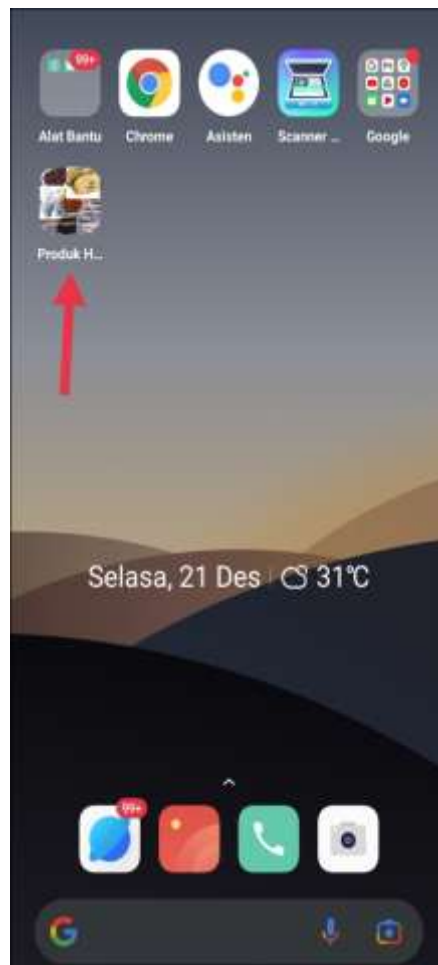 99+
Alat Bantu Chrome Asisten Scanner ... Google
Produk H...
Selasa, 21 Des 31°C
99+